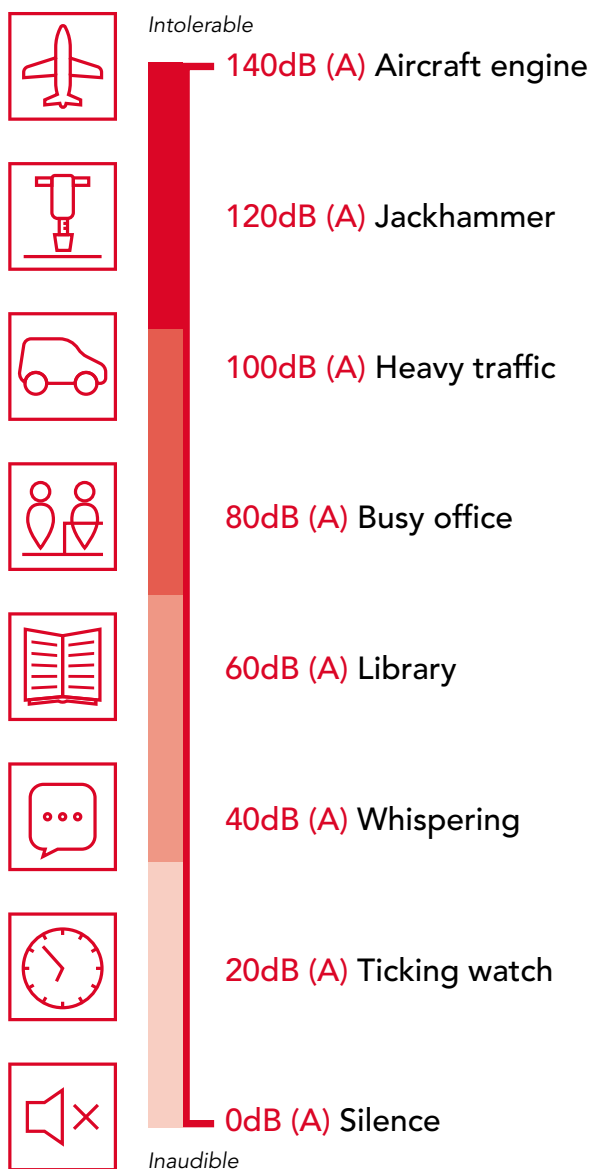 Intolerable
140dB (A) Aircraft engine
120dB (A) Jackhammer
100dB (A) Heavy traffic
80dB (A) Busy office
60dB (A) Library
40dB (A) Whispering
20dB (A) Ticking watch
0dB (A) Silence
Inaudible